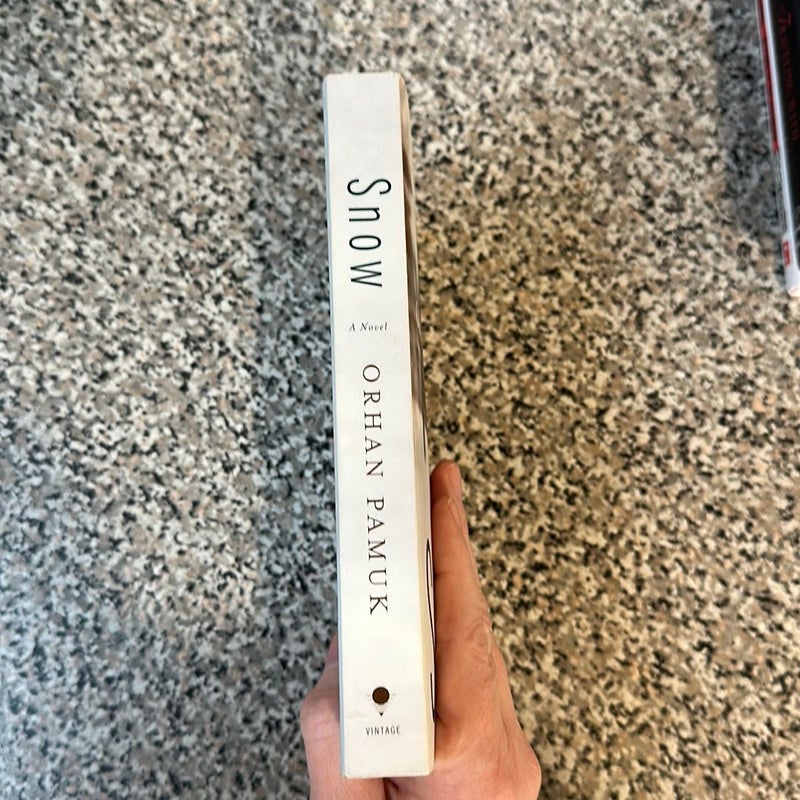 Snow
A Novel
ORHAN PAMUK
VINTAGE